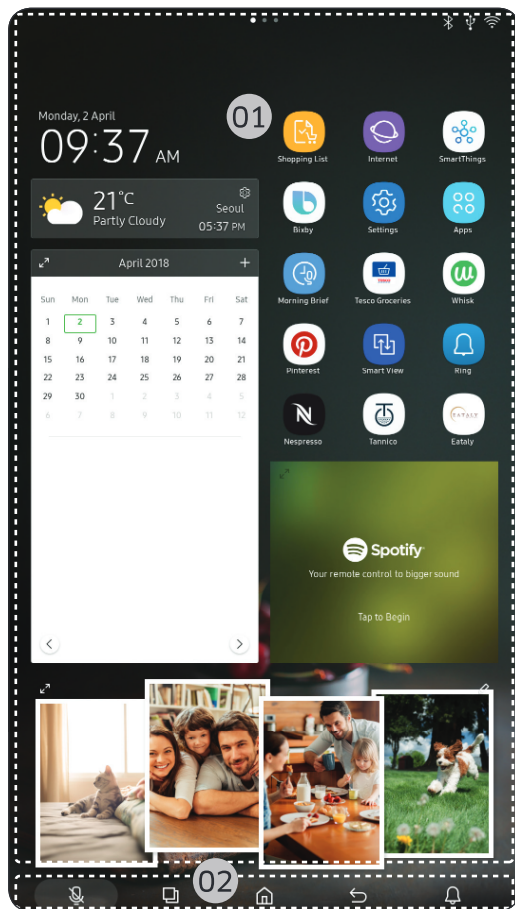 01
Monday, 2 April
09:37 AM
21°C
Partly Cloudy
Seoul
05:37 PM
April 2018
Sun Mon Tue Wed Thu Fri Sat
1 2 3 4 5 6 7
8 9 10 11 12 13 14
15 16 17 18 19 20 21
22 23 24 25 26 27 28
29 30 1 2 3 4 5
6 7 8 9 10 11 12
Shopping List Internet SmartThings
Bixby Settings Apps
TESCO
Morning Brief Tesco Groceries Whisk
Pinterest Smart View Ring
EATALY
Nespresso Tannico Eataly
Spotify
Your remote control to bigger sound
Tap to Begin
02